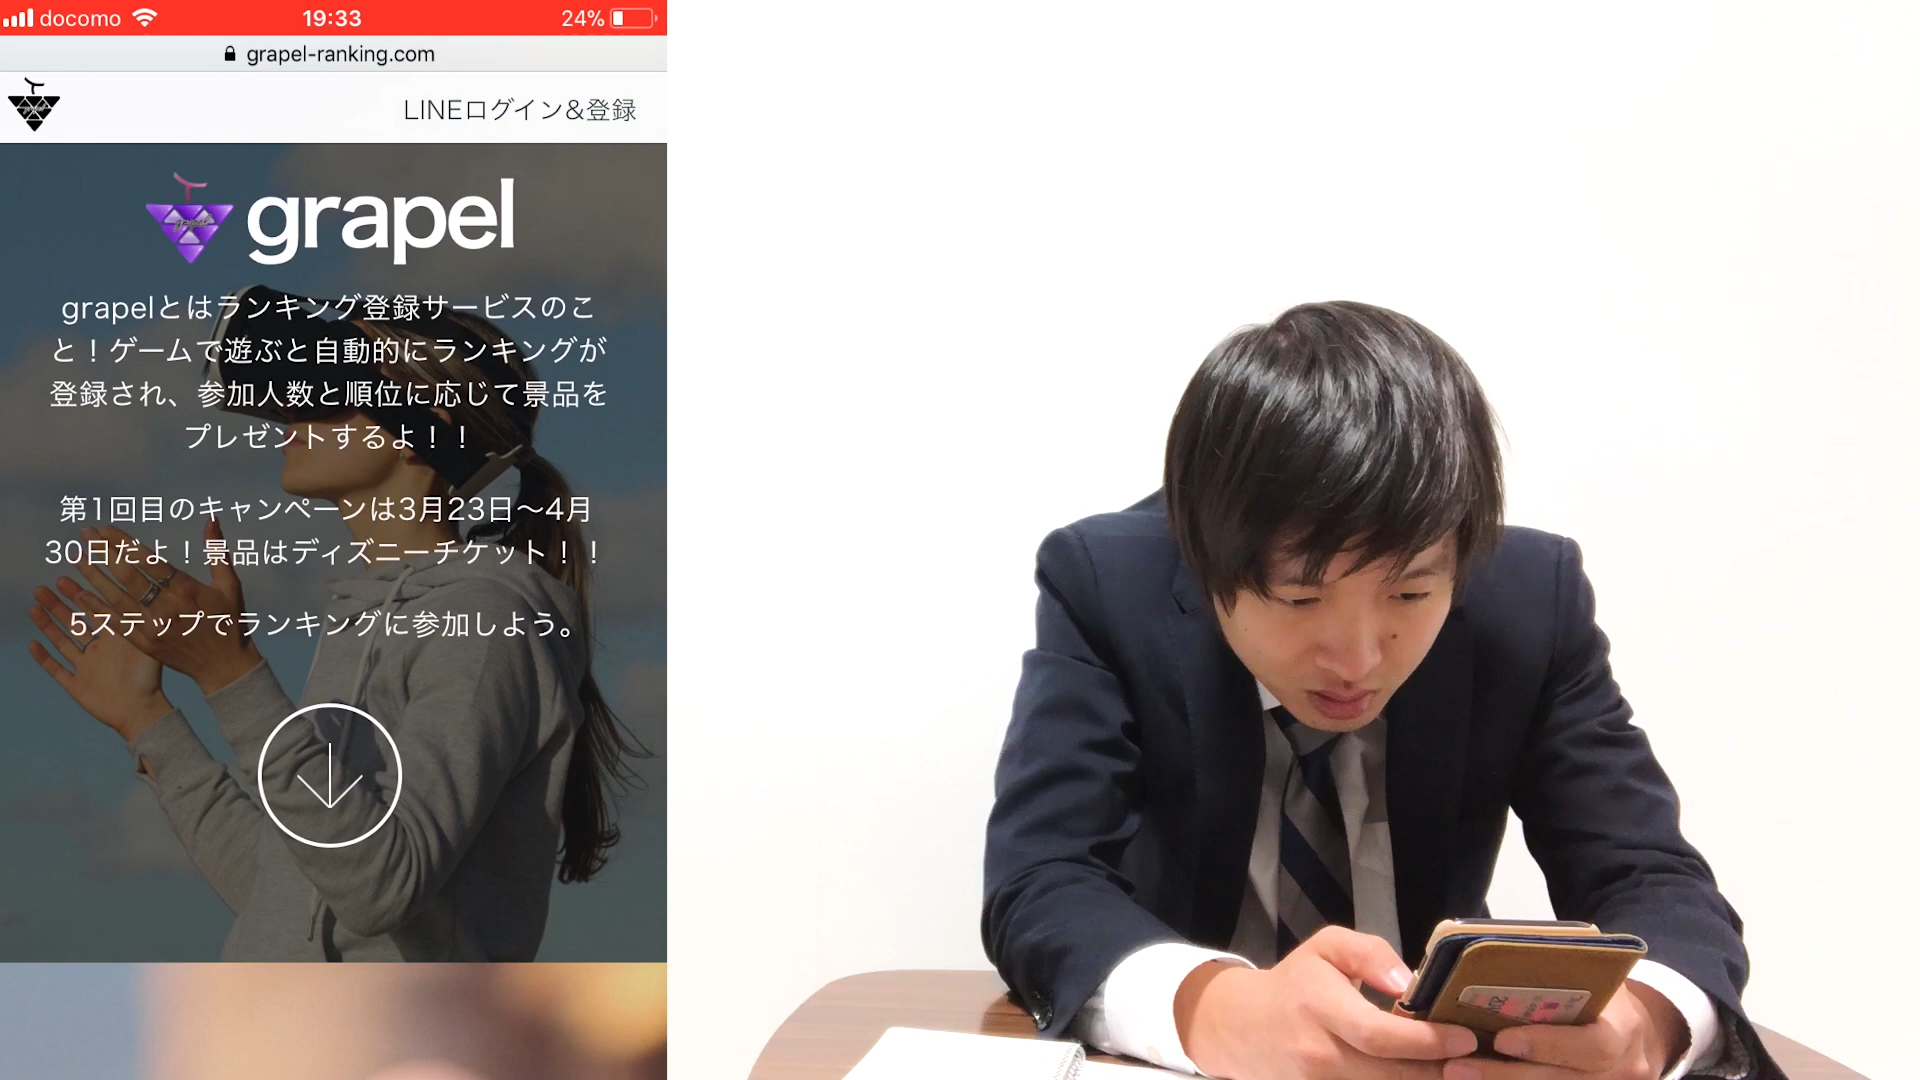 docomo 19:33 24%
grapel-ranking.com
LINEログイン&登録
grapel
grapelとはランキング登録サービスのこ
と！ゲームで遊ぶと自動的にランキングが
登録され、参加人数と順位に応じて景品を
プレゼントするよ！！
第1回目のキャンペーンは3月23日〜4月
30日だよ！景品はディズニーチケット！！
5ステップでランキングに参加しよう。